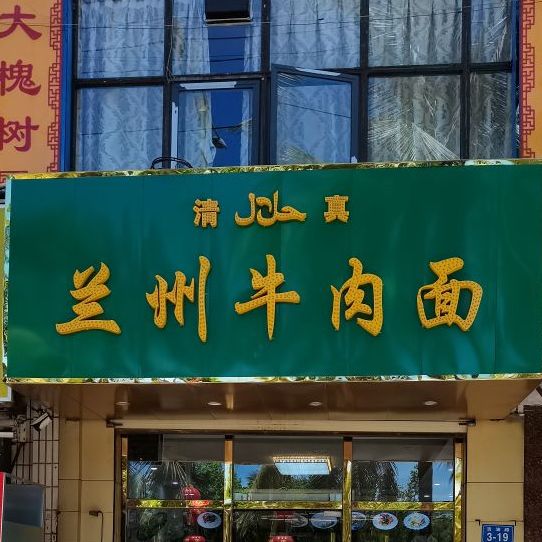 大槐树
清 حلال 真
兰州牛肉面
3-19